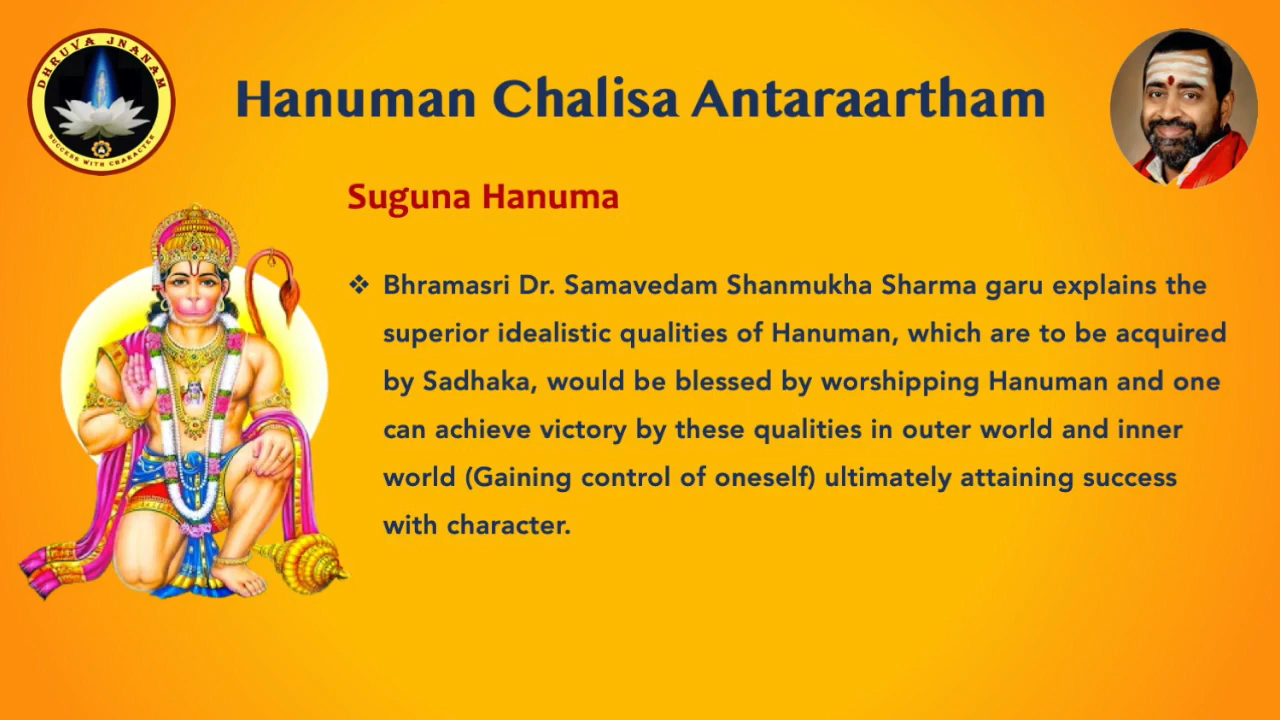 DHRUVA JNANAM
SUCCESS WITH CHARACTER
Hanuman Chalisa Antaraartham
Suguna Hanuma
❖ Bhramasri Dr. Samavedam Shanmukha Sharma garu explains the
superior idealistic qualities of Hanuman, which are to be acquired
by Sadhaka, would be blessed by worshipping Hanuman and one
can achieve victory by these qualities in outer world and inner
world (Gaining control of oneself) ultimately attaining success
with character.